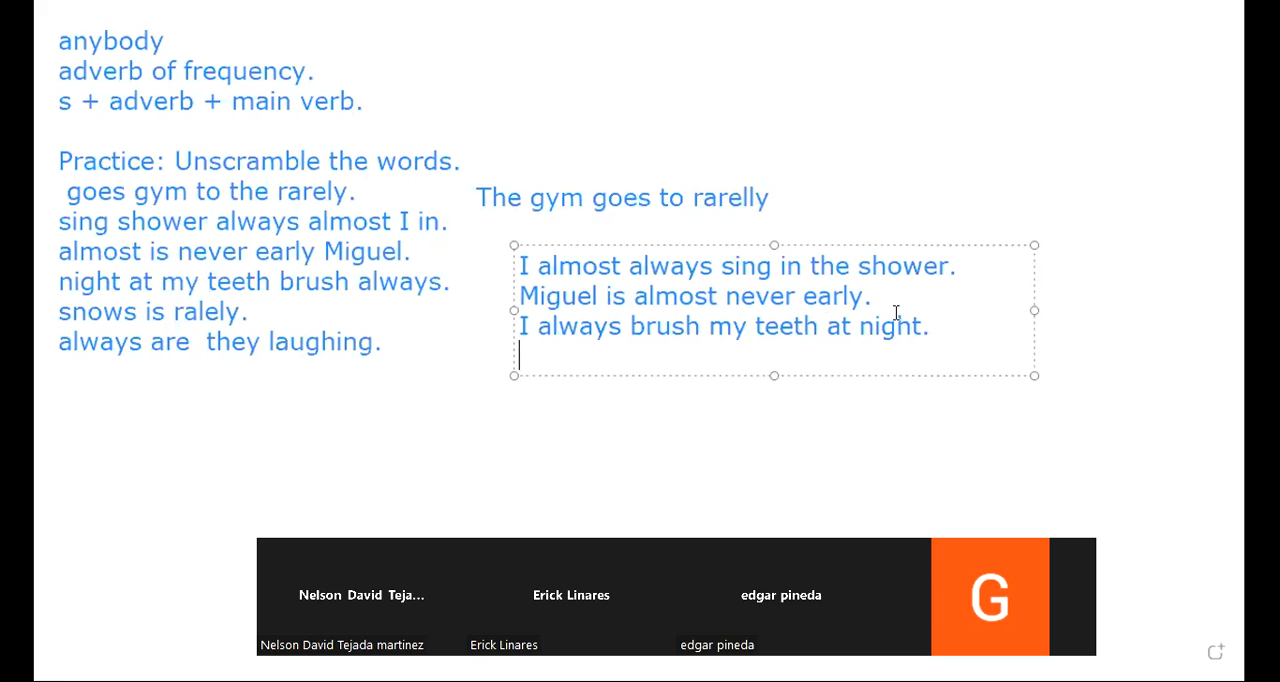 anybody
adverb of frequency.
s + adverb + main verb.
Practice: Unscramble the words.
goes gym to the rarely.
sing shower always almost I in.
almost is never early Miguel.
night at my teeth brush always.
snows is ralely.
always are they laughing.
The gym goes to rarelly
I almost always sing in the shower.
Miguel is almost never early.
I always brush my teeth at night.
Nelson David Teja...
Erick Linares
edgar pineda
G
Nelson David Tejada martinez
Erick Linares
edgar pineda